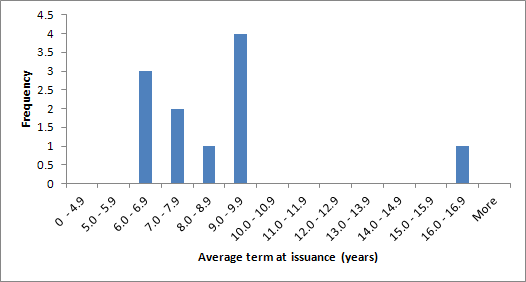 4.5
4
3.5
3
2.5
2
1.5
1
0.5
0
Frequency
0 - 4.9
5.0 - 5.9
6.0 - 6.9
7.0 - 7.9
8.0 - 8.9
9.0 - 9.9
10.0 - 10.9
11.0 - 11.9
12.0 - 12.9
13.0 - 13.9
14.0 - 14.9
15.0 - 15.9
16.0 - 16.9
More
Average term at issuance (years)